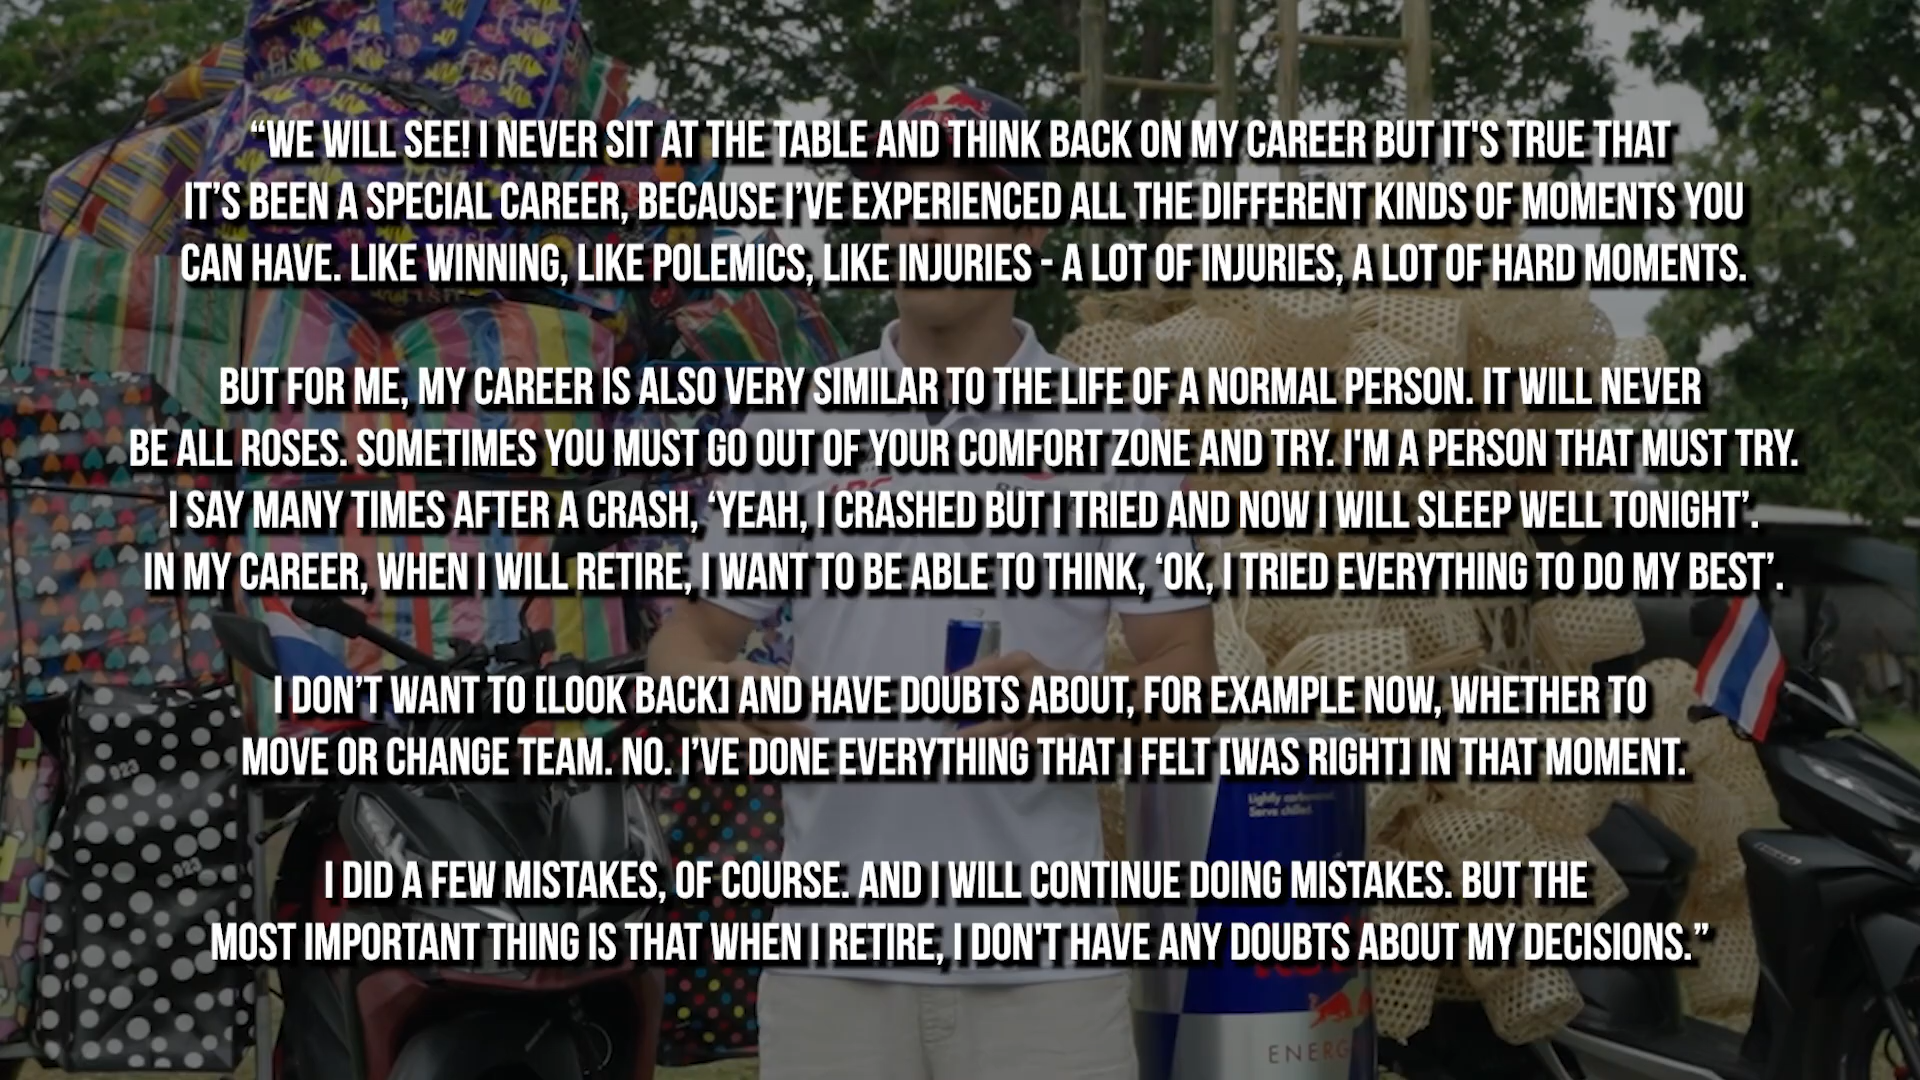 “WE WILL SEE! I NEVER SIT AT THE TABLE AND THINK BACK ON MY CAREER BUT IT'S TRUE THAT
IT’S BEEN A SPECIAL CAREER, BECAUSE I’VE EXPERIENCED ALL THE DIFFERENT KINDS OF MOMENTS YOU
CAN HAVE. LIKE WINNING, LIKE POLEMICS, LIKE INJURIES - A LOT OF INJURIES, A LOT OF HARD MOMENTS.
BUT FOR ME, MY CAREER IS ALSO VERY SIMILAR TO THE LIFE OF A NORMAL PERSON. IT WILL NEVER
BE ALL ROSES. SOMETIMES YOU MUST GO OUT OF YOUR COMFORT ZONE AND TRY. I'M A PERSON THAT MUST TRY.
I SAY MANY TIMES AFTER A CRASH, ‘YEAH, I CRASHED BUT I TRIED AND NOW I WILL SLEEP WELL TONIGHT’.
IN MY CAREER, WHEN I WILL RETIRE, I WANT TO BE ABLE TO THINK, ‘OK, I TRIED EVERYTHING TO DO MY BEST’.
I DON’T WANT TO [LOOK BACK] AND HAVE DOUBTS ABOUT, FOR EXAMPLE NOW, WHETHER TO
MOVE OR CHANGE TEAM. NO. I’VE DONE EVERYTHING THAT I FELT [WAS RIGHT] IN THAT MOMENT.
I DID A FEW MISTAKES, OF COURSE. AND I WILL CONTINUE DOING MISTAKES. BUT THE
MOST IMPORTANT THING IS THAT WHEN I RETIRE, I DON'T HAVE ANY DOUBTS ABOUT MY DECISIONS.”
fish
fish
923
923
Lightly carbonated.
Serve chilled.